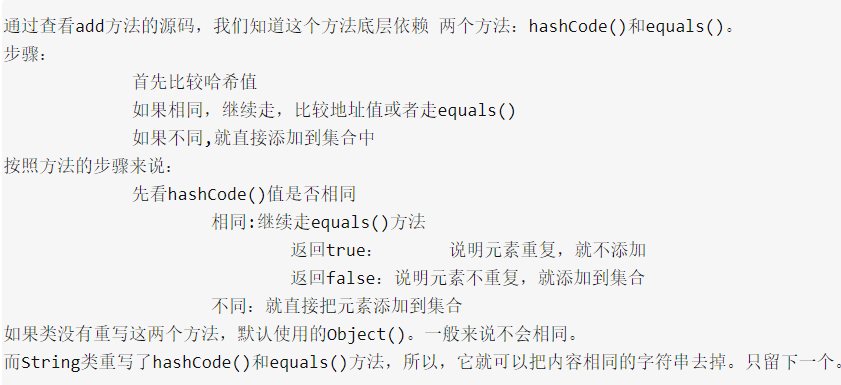 通过查看add方法的源码，我们知道这个方法底层依赖 两个方法：hashCode()和equals()。
步骤：
首先比较哈希值
如果相同，继续走，比较地址值或者走equals()
如果不同,就直接添加到集合中
按照方法的步骤来说：
先看hashCode()值是否相同
相同:继续走equals()方法
返回true： 说明元素重复，就不添加
返回false：说明元素不重复，就添加到集合
不同：就直接把元素添加到集合
如果类没有重写这两个方法，默认使用的Object()。一般来说不会相同。
而String类重写了hashCode()和equals()方法，所以，它就可以把内容相同的字符串去掉。只留下一个。